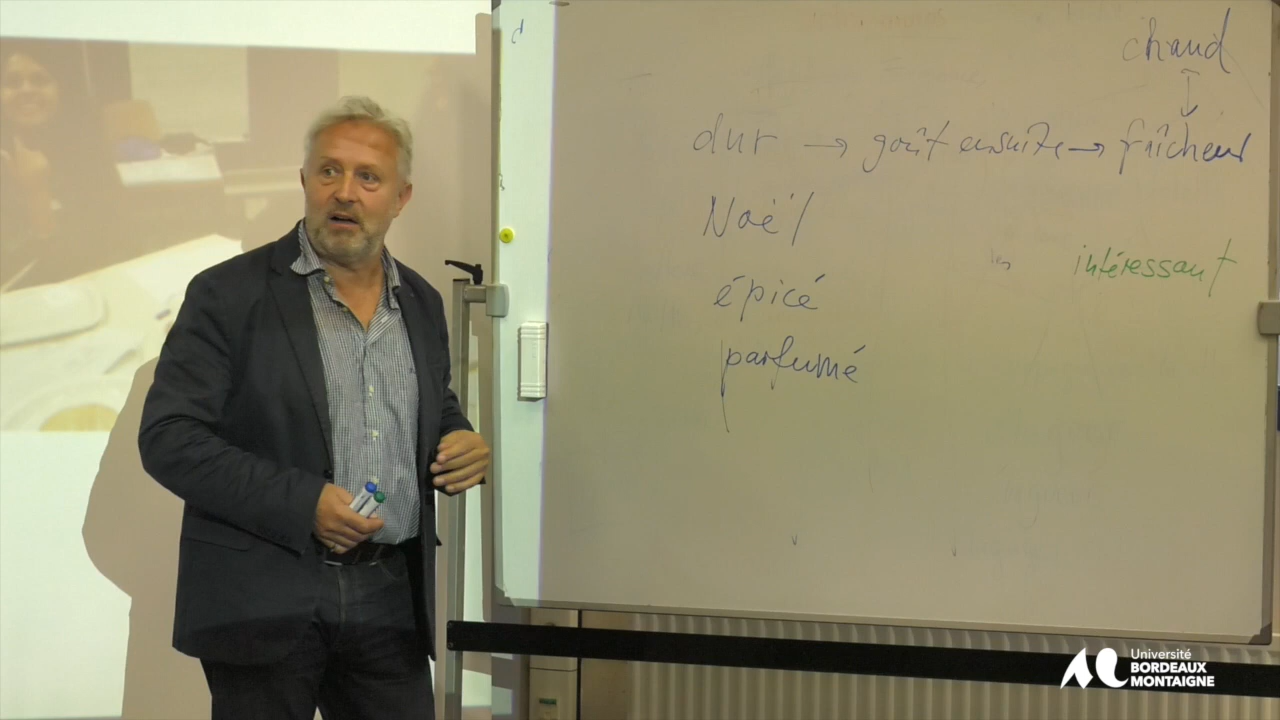 chaud
dur → goût ensuite → fraîcheur
Noël
intéressant
épicé
parfumé
Université
BORDEAUX
MONTAIGNE